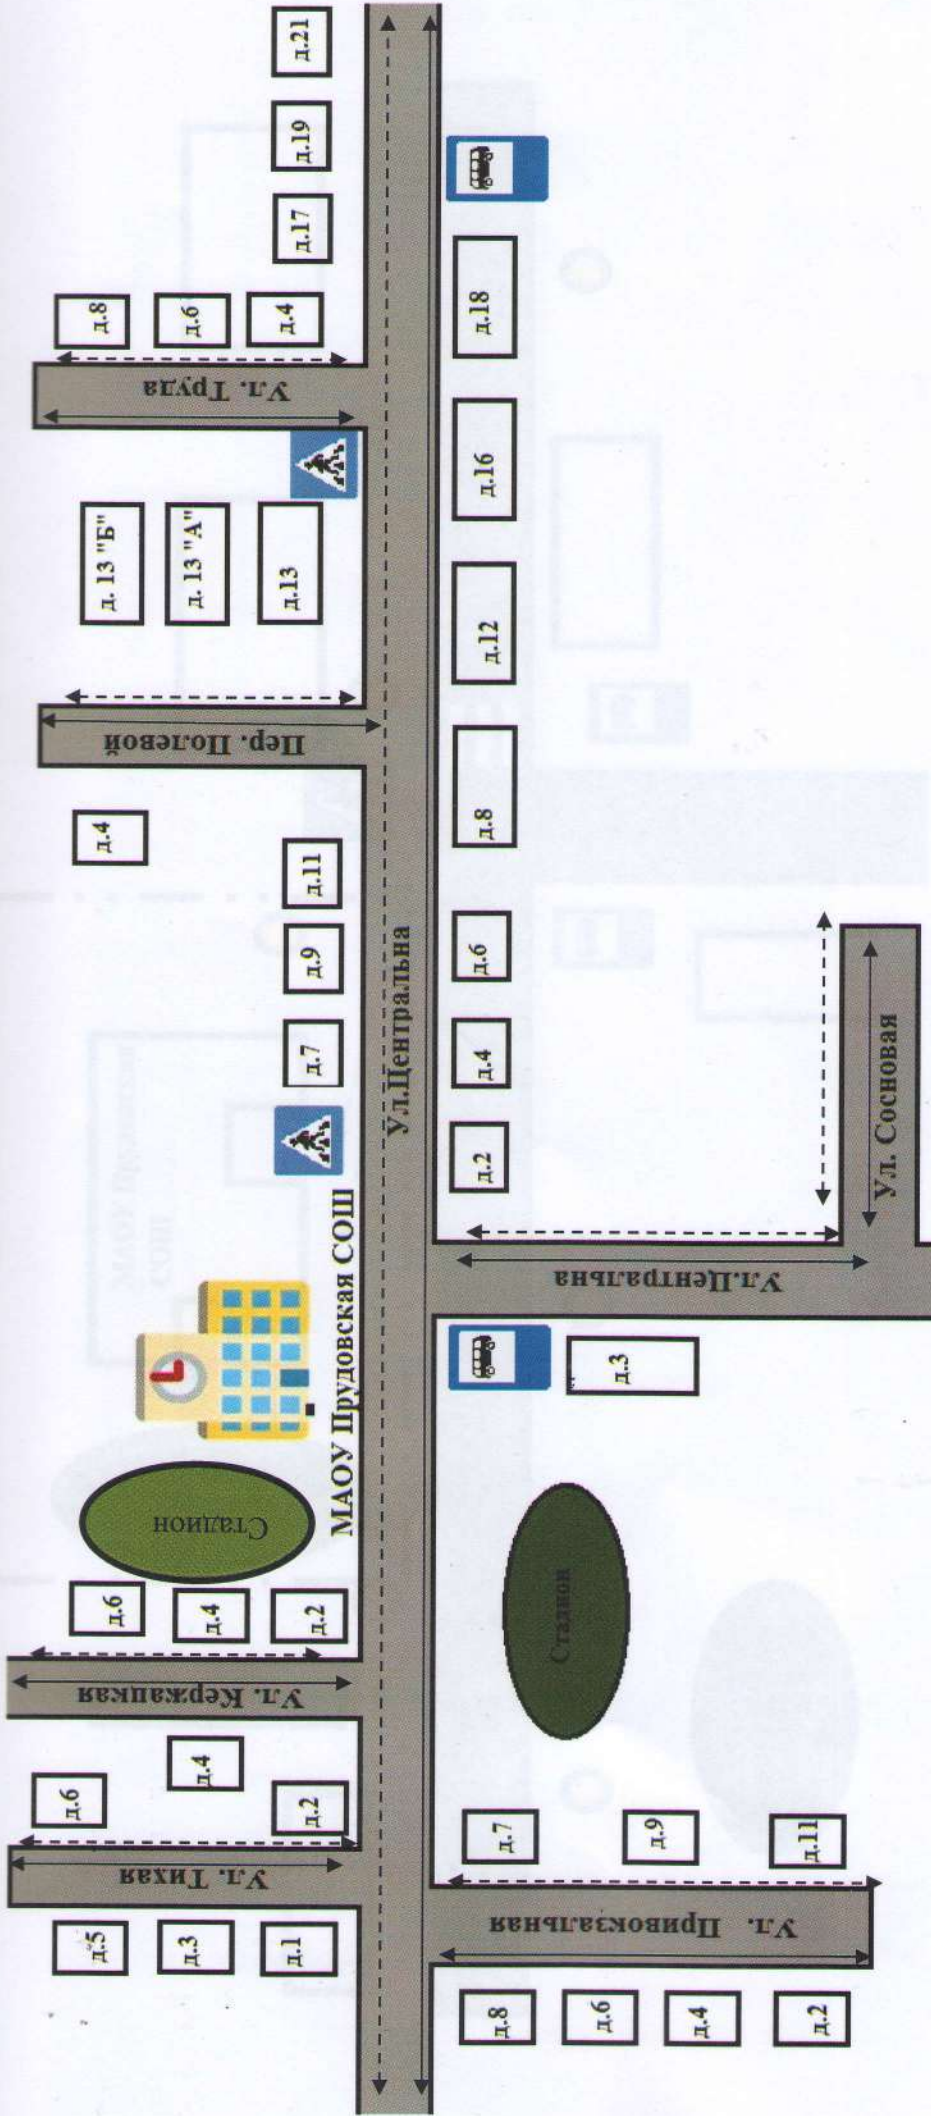 д.5
д.3
д.1
Ул. Тихая
д.6
д.4
д.2
Ул. Кержацкая
д.6
д.4
д.2
Стадион
МАОУ Прудовская СОШ
д.7
д.9
д.11
д.4
Пер. Полевой
д. 13 "Б"
д. 13 "А"
д.13
Ул. Труда
д.8
д.6
д.4
д.17
д.19
д.21
Ул.Центральна
д.8
д.6
д.4
д.2
Ул. Привокзальная
д.7
д.9
д.11
Стадион
д.3
Ул.Центральна
д.2
д.4
д.6
д.8
д.12
д.16
д.18
Ул. Сосновая